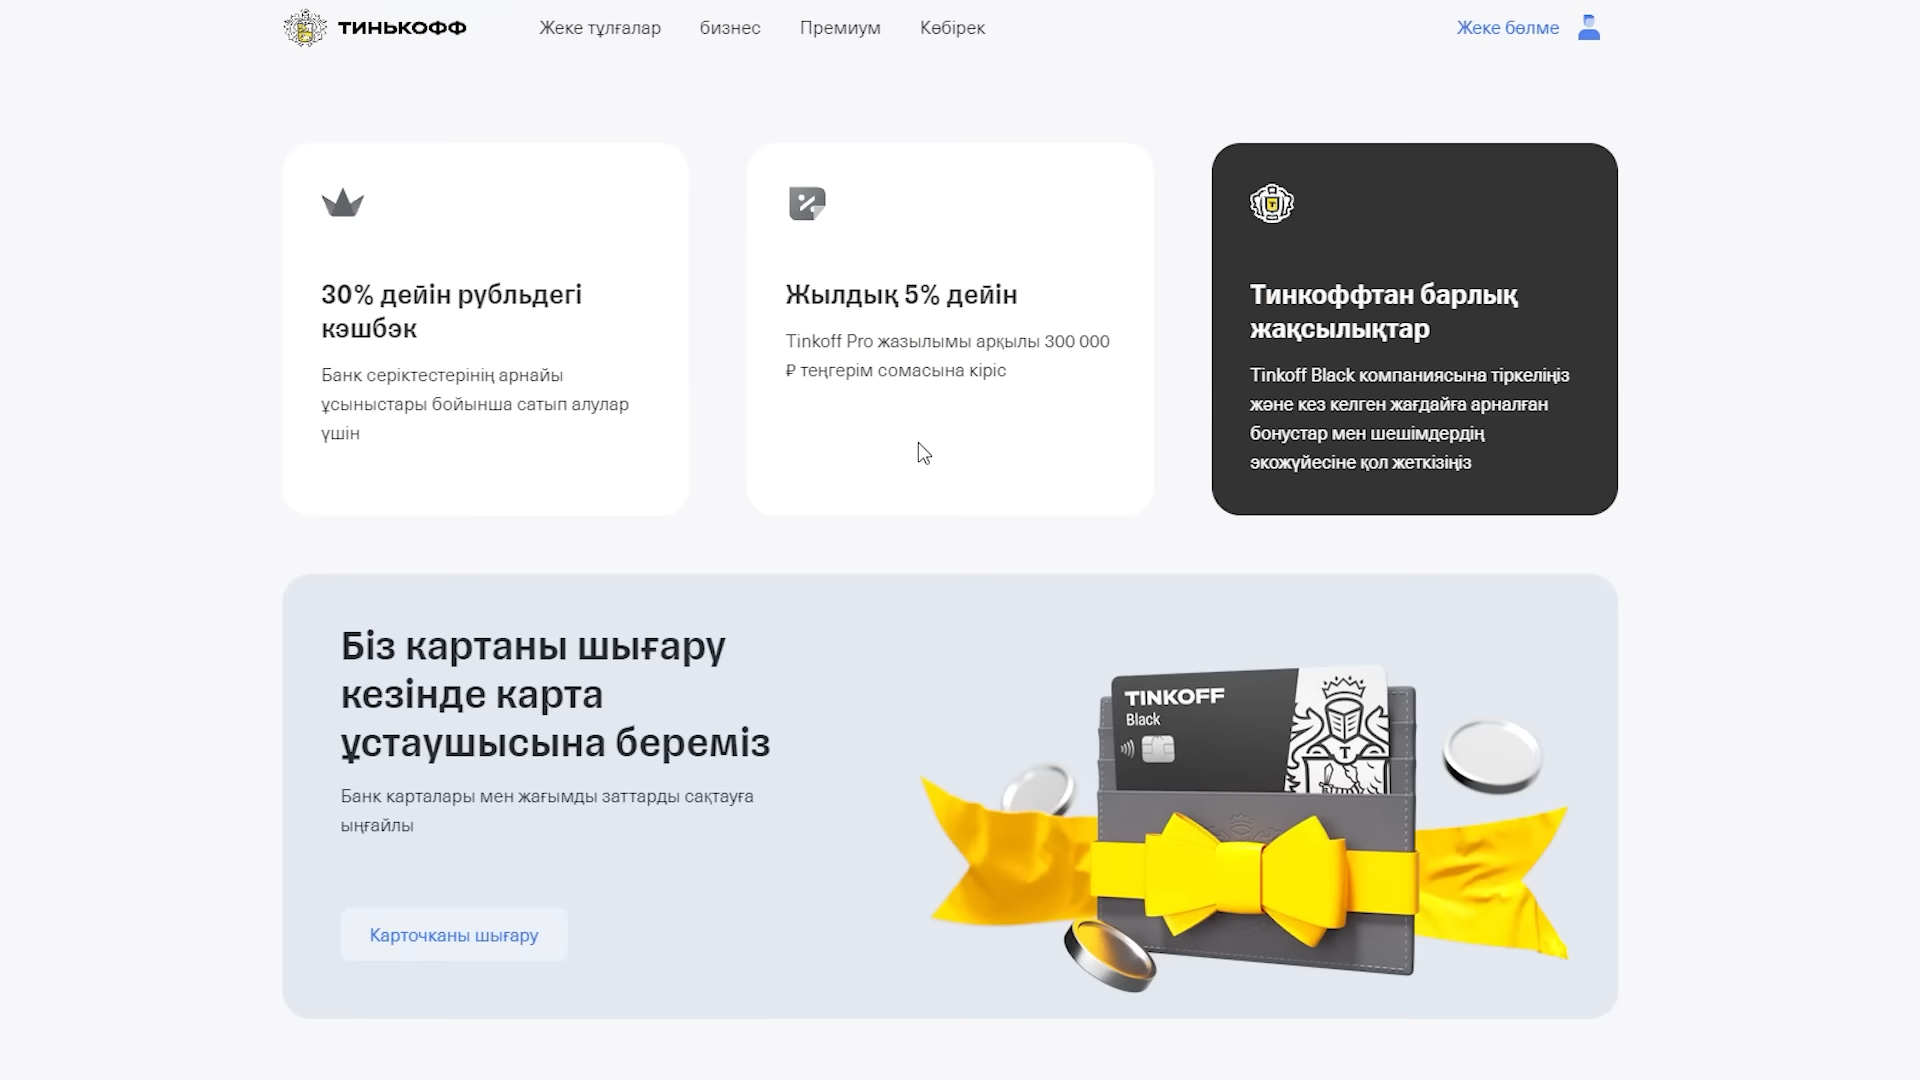 ТИНЬКОФФ
Жеке тұлғалар
бизнес
Премиум
Көбірек
Жеке бөлме
30% дейін рубльдегі
кэшбэк
Банк серіктестерінің арнайы
ұсыныстары бойынша сатып алулар
үшін
Жылдық 5% дейін
Tinkoff Pro жазылымы арқылы 300 000
₽ теңгерім сомасына кіріс
Тинкоффтан барлық
жақсылықтар
Tinkoff Black компаниясына тіркеліңіз
және кез келген жағдайға арналған
бонустар мен шешімдердің
экожүйесіне қол жеткізіңіз
Біз картаны шығару
кезінде карта
ұстаушысына береміз
Банк карталары мен жағымды заттарды сақтауға
ыңғайлы
Карточканы шығару
TINKOFF
Black